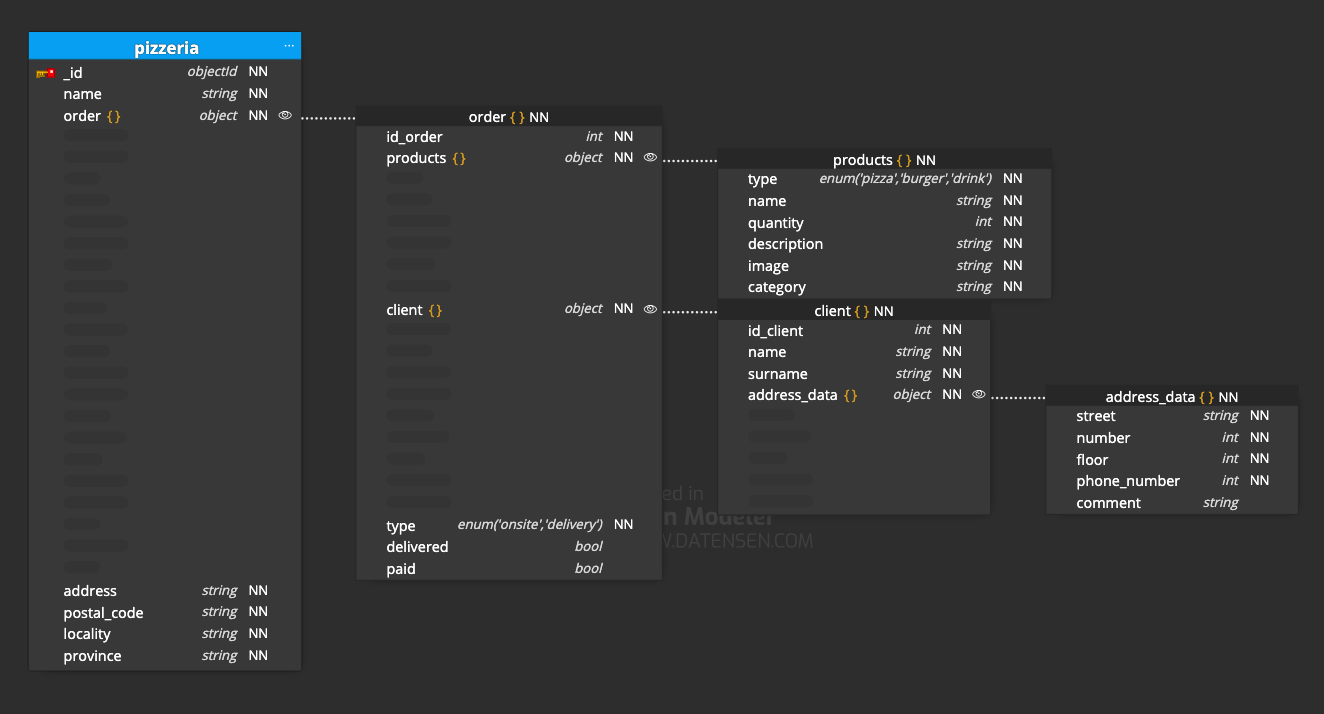 pizzeria ...
_id objectId NN
name string NN
order {} object NN
address string NN
postal_code string NN
locality string NN
province string NN
order {} NN
id_order int NN
products {} object NN
client {} object NN
type enum('onsite','delivery') NN
delivered bool
paid bool
products {} NN
type enum('pizza','burger','drink') NN
name string NN
quantity int NN
description string NN
image string NN
category string NN
client {} NN
id_client int NN
name string NN
surname string NN
address_data {} object NN
address_data {} NN
street string NN
number int NN
floor int NN
phone_number int NN
comment string
ed in
n Modeler
W.DATENSEN.COM